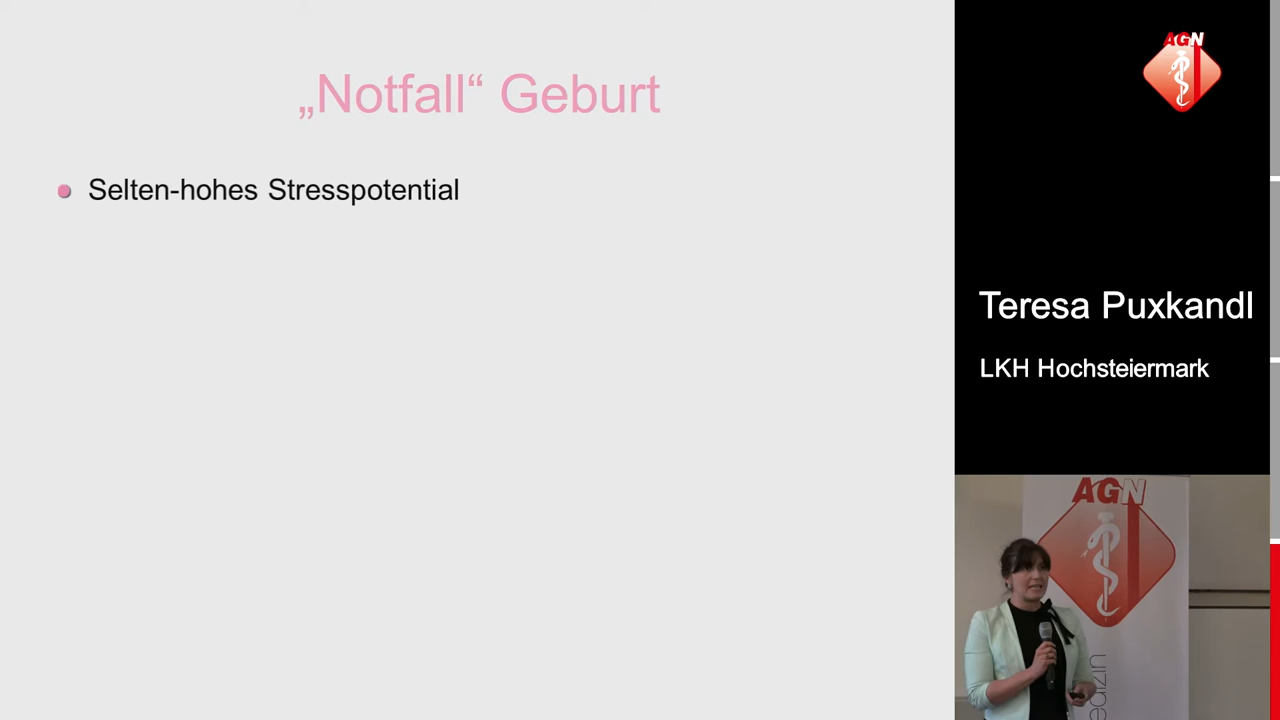 „Notfall“ Geburt
Selten-hohes Stresspotential
AGN
Teresa Puxkandl
LKH Hochsteiermark
AGN